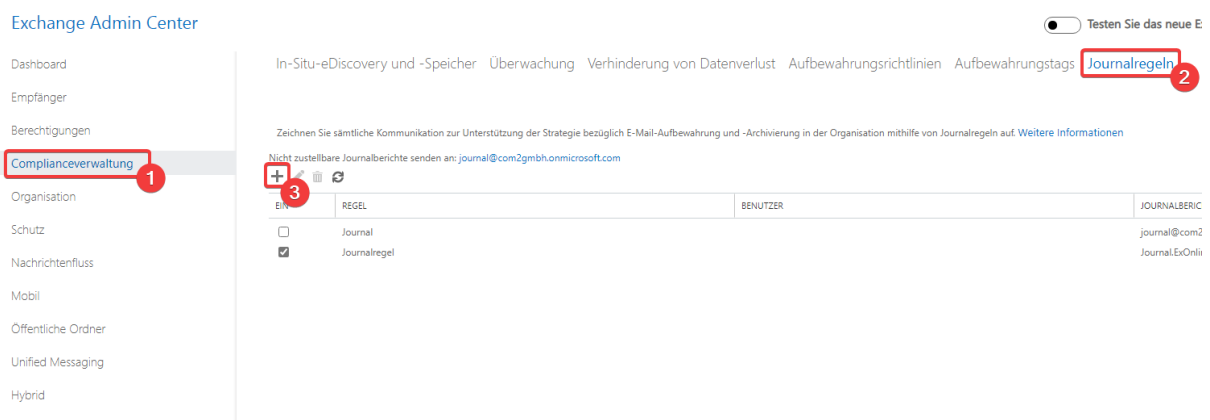 Exchange Admin Center
Testen Sie das neue E
Dashboard
In-Situ-eDiscovery und -Speicher Überwachung Verhinderung von Datenverlust Aufbewahrungsrichtlinien Aufbewahrungstags Journalregeln
2
Empfänger
Berechtigungen
Zeichnen Sie sämtliche Kommunikation zur Unterstützung der Strategie bezüglich E-Mail-Aufbewahrung und -Archivierung in der Organisation mithilfe von Journalregeln auf. Weitere Informationen
Complianceverwaltung
1
Nicht zustellbare Journalberichte senden an: journal@com2gmbh.onmicrosoft.com
3
Organisation
EIN REGEL BENUTZER JOURNALBERIC
Schutz
Journal journal@com2
Journalregel Journal.ExOnli
Nachrichtenfluss
Mobil
Öffentliche Ordner
Unified Messaging
Hybrid